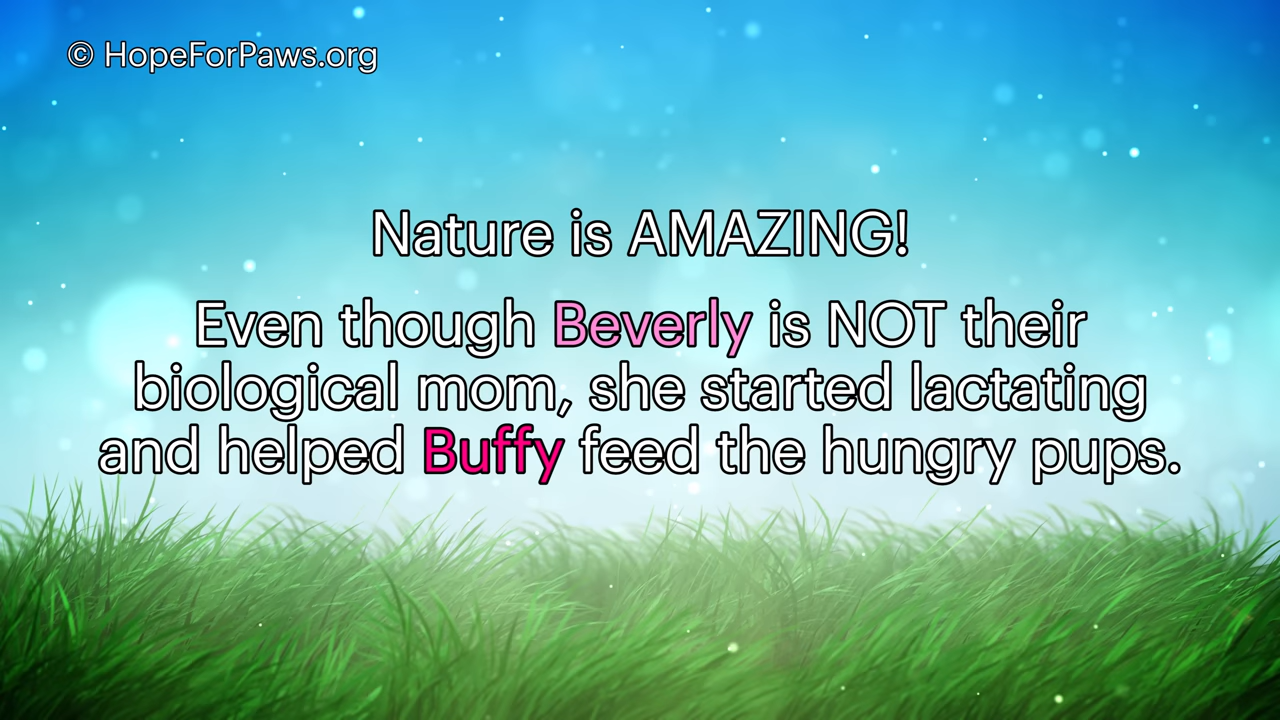 © HopeForPaws.org
Nature is AMAZING!
Even though Beverly is NOT their
biological mom, she started lactating
and helped Buffy feed the hungry pups.